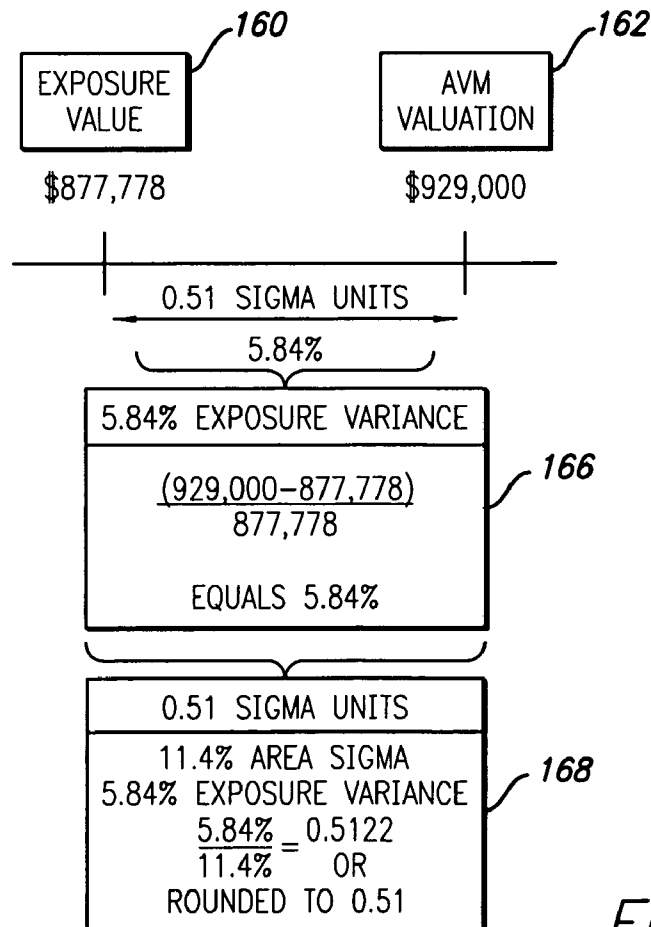 160
162
EXPOSURE
VALUE
AVM
VALUATION
$877,778
$929,000
0.51 SIGMA UNITS
5.84%
5.84% EXPOSURE VARIANCE
166
(929,000-877,778)
877,778
EQUALS 5.84%
0.51 SIGMA UNITS
11.4% AREA SIGMA
168
5.84% EXPOSURE VARIANCE
5.84% = 0.5122
11.4% OR
ROUNDED TO 0.51